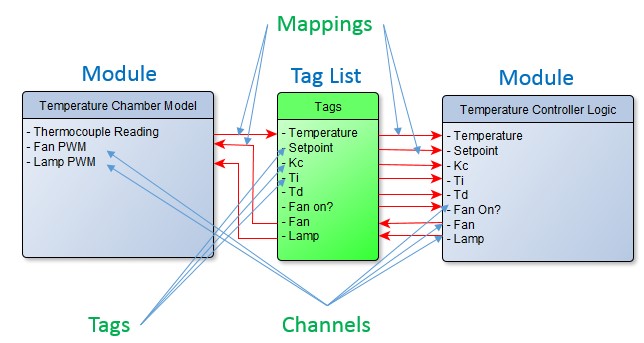 Mappings
Module
Tag List
Module
Temperature Chamber Model
- Thermocouple Reading
- Fan PWM
- Lamp PWM
Tags
- Temperature
- Setpoint
- Kc
- Ti
- Td
- Fan on?
- Fan
- Lamp
Temperature Controller Logic
- Temperature
- Setpoint
- Kc
- Ti
- Td
- Fan On?
- Fan
- Lamp
Tags
Channels